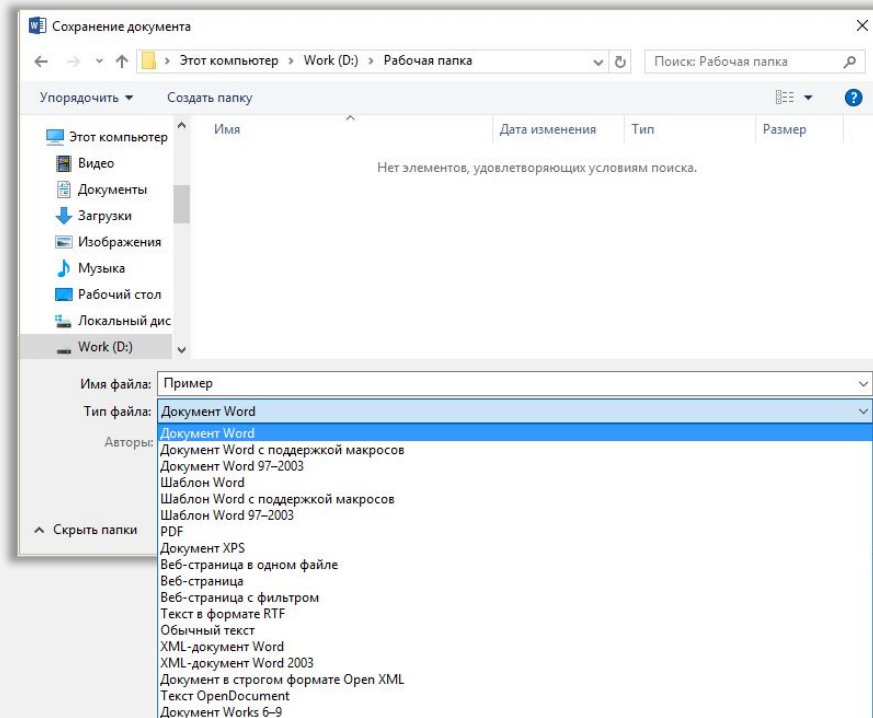 Сохранение документа
Этот компьютер › Work (D:) › Рабочая папка
Поиск: Рабочая папка
Упорядочить
Создать папку
Имя
Дата изменения
Тип
Размер
Нет элементов, удовлетворяющих условиям поиска.
Этот компьютер
Видео
Документы
Загрузки
Изображения
Музыка
Рабочий стол
Локальный дис
Work (D:)
Имя файла: Пример
Тип файла: Документ Word
Авторы:
Документ Word
Документ Word с поддержкой макросов
Документ Word 97–2003
Шаблон Word
Шаблон Word с поддержкой макросов
Шаблон Word 97–2003
PDF
Документ XPS
Веб-страница в одном файле
Веб-страница
Веб-страница с фильтром
Текст в формате RTF
Обычный текст
XML-документ Word
XML-документ Word 2003
Документ в строгом формате Open XML
Текст OpenDocument
Документ Works 6–9
Скрыть папки